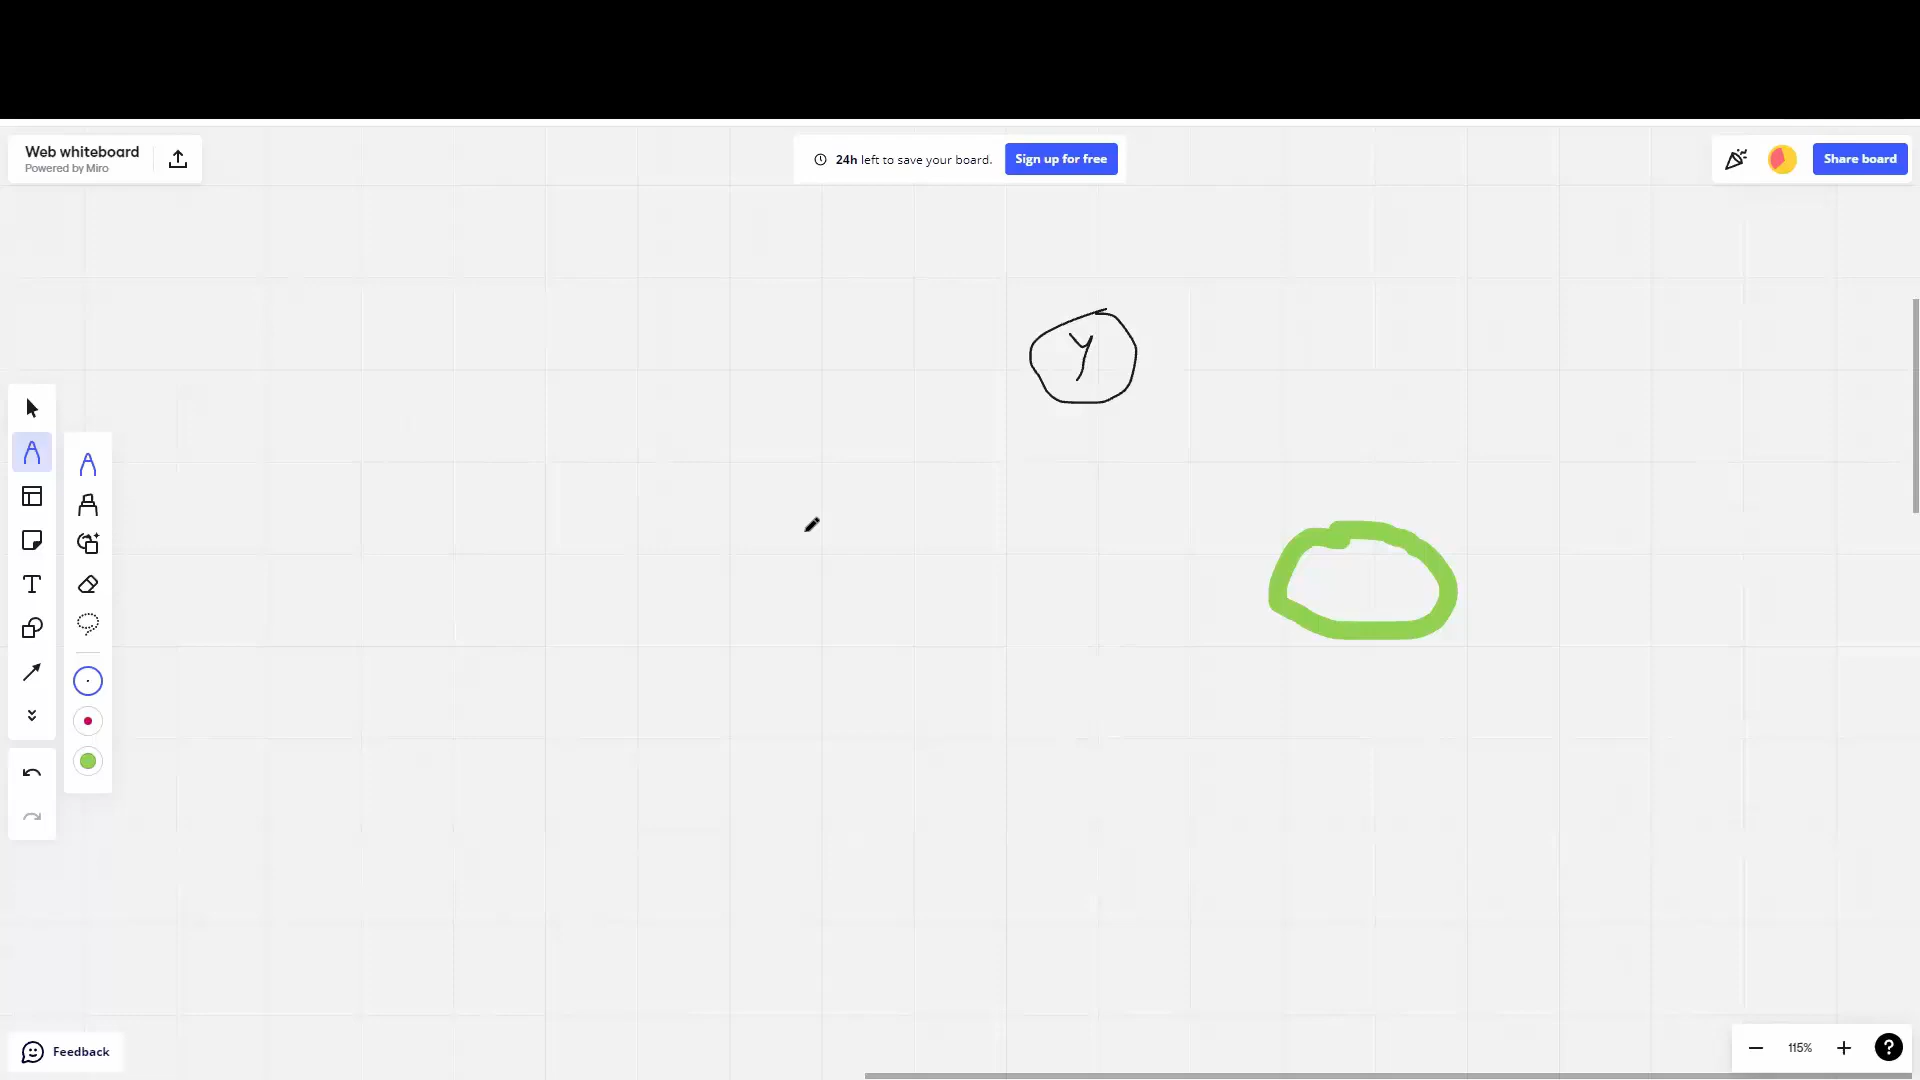 Web whiteboard
Powered by Miro
24h left to save your board.
Sign up for free
Share board
y
T
Feedback
115%
?